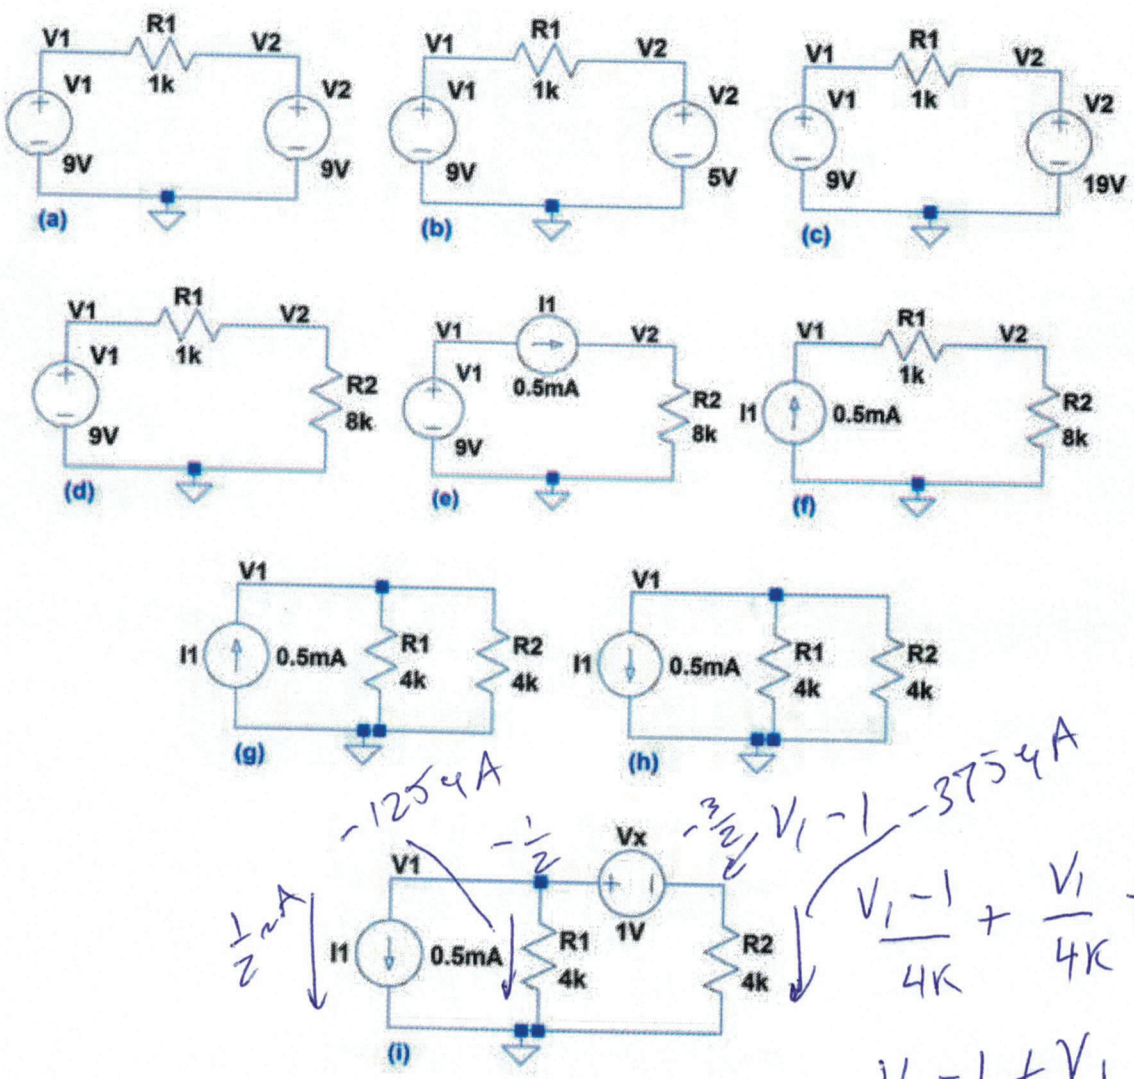 R1
V1 V2
V1 1k V2
9V 9V
(a)
R1
V1 V2
V1 1k V2
9V 5V
(b)
R1
V1 V2
V1 1k V2
9V 19V
(c)
R1
V1 V2
V1 1k R2
9V 8k
(d)
I1
V1 V2
V1 0.5mA R2
9V 8k
(e)
R1
V1 V2
1k R2
I1 0.5mA 8k
(f)
V1
I1 0.5mA R1 R2
4k 4k
(g)
V1
I1 0.5mA R1 R2
4k 4k
(h)
-125µA
-1/2
-3/2, V1 - 1
-375µA
V1 Vx
1/2 mA
+ -
1V
I1 0.5mA R1 R2
4k 4k
(i)
V1-1/4K + V1/4K
V1 - 1 + V1